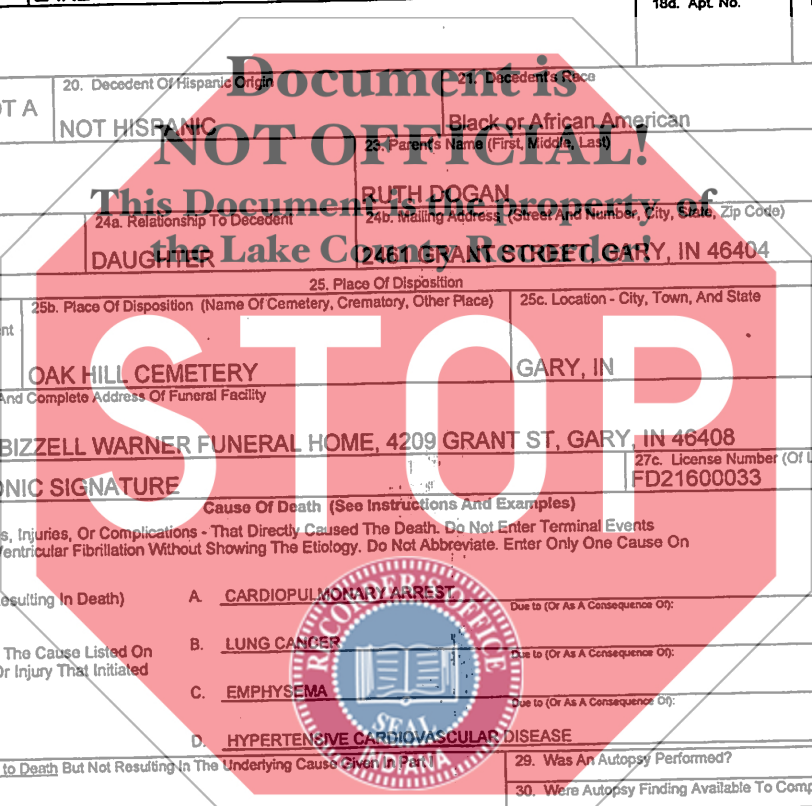 18d. Apt. No.
20. Decedent Of Hispanic Origin
21. Decedent's Race
OT A
NOT HISPANIC
Black or African American
Document is
NOT OFFICIAL!
This Document is the property of
the Lake County Recorder!
23. Parent's Name (First, Middle, Last)
RUTH DOGAN
24a. Relationship To Decedent
24b. Mailing Address (Street And Number, City, State, Zip Code)
DAUGHTER
2461 GRANT STREET, GARY, IN 46404
25. Place Of Disposition
25b. Place Of Disposition (Name Of Cemetery, Crematory, Other Place)
25c. Location - City, Town, And State
nt
OAK HILL CEMETERY
GARY, IN
STOP
And Complete Address Of Funeral Facility
BIZZELL WARNER FUNERAL HOME, 4209 GRANT ST, GARY, IN 46408
27c. License Number (Of L
ONIC SIGNATURE
FD21600033
Cause Of Death (See Instructions And Examples)
s, Injuries, Or Complications - That Directly Caused The Death. Do Not Enter Terminal Events
entricular Fibrillation Without Showing The Etiology. Do Not Abbreviate. Enter Only One Cause On
esulting In Death)
A. CARDIOPULMONARY ARREST
Due to (Or As A Consequence Of):
The Cause Listed On
Or Injury That Initiated
B. LUNG CANCER
Due to (Or As A Consequence Of):
C. EMPHYSEMA
Due to (Or As A Consequence Of):
D. HYPERTENSIVE CARDIOVASCULAR DISEASE
RECORDER'S OFFICE
SEAL
INDIANA
to Death But Not Resulting In The Underlying Cause Given In Part I
29. Was An Autopsy Performed?
30. Were Autopsy Finding Available To Comp